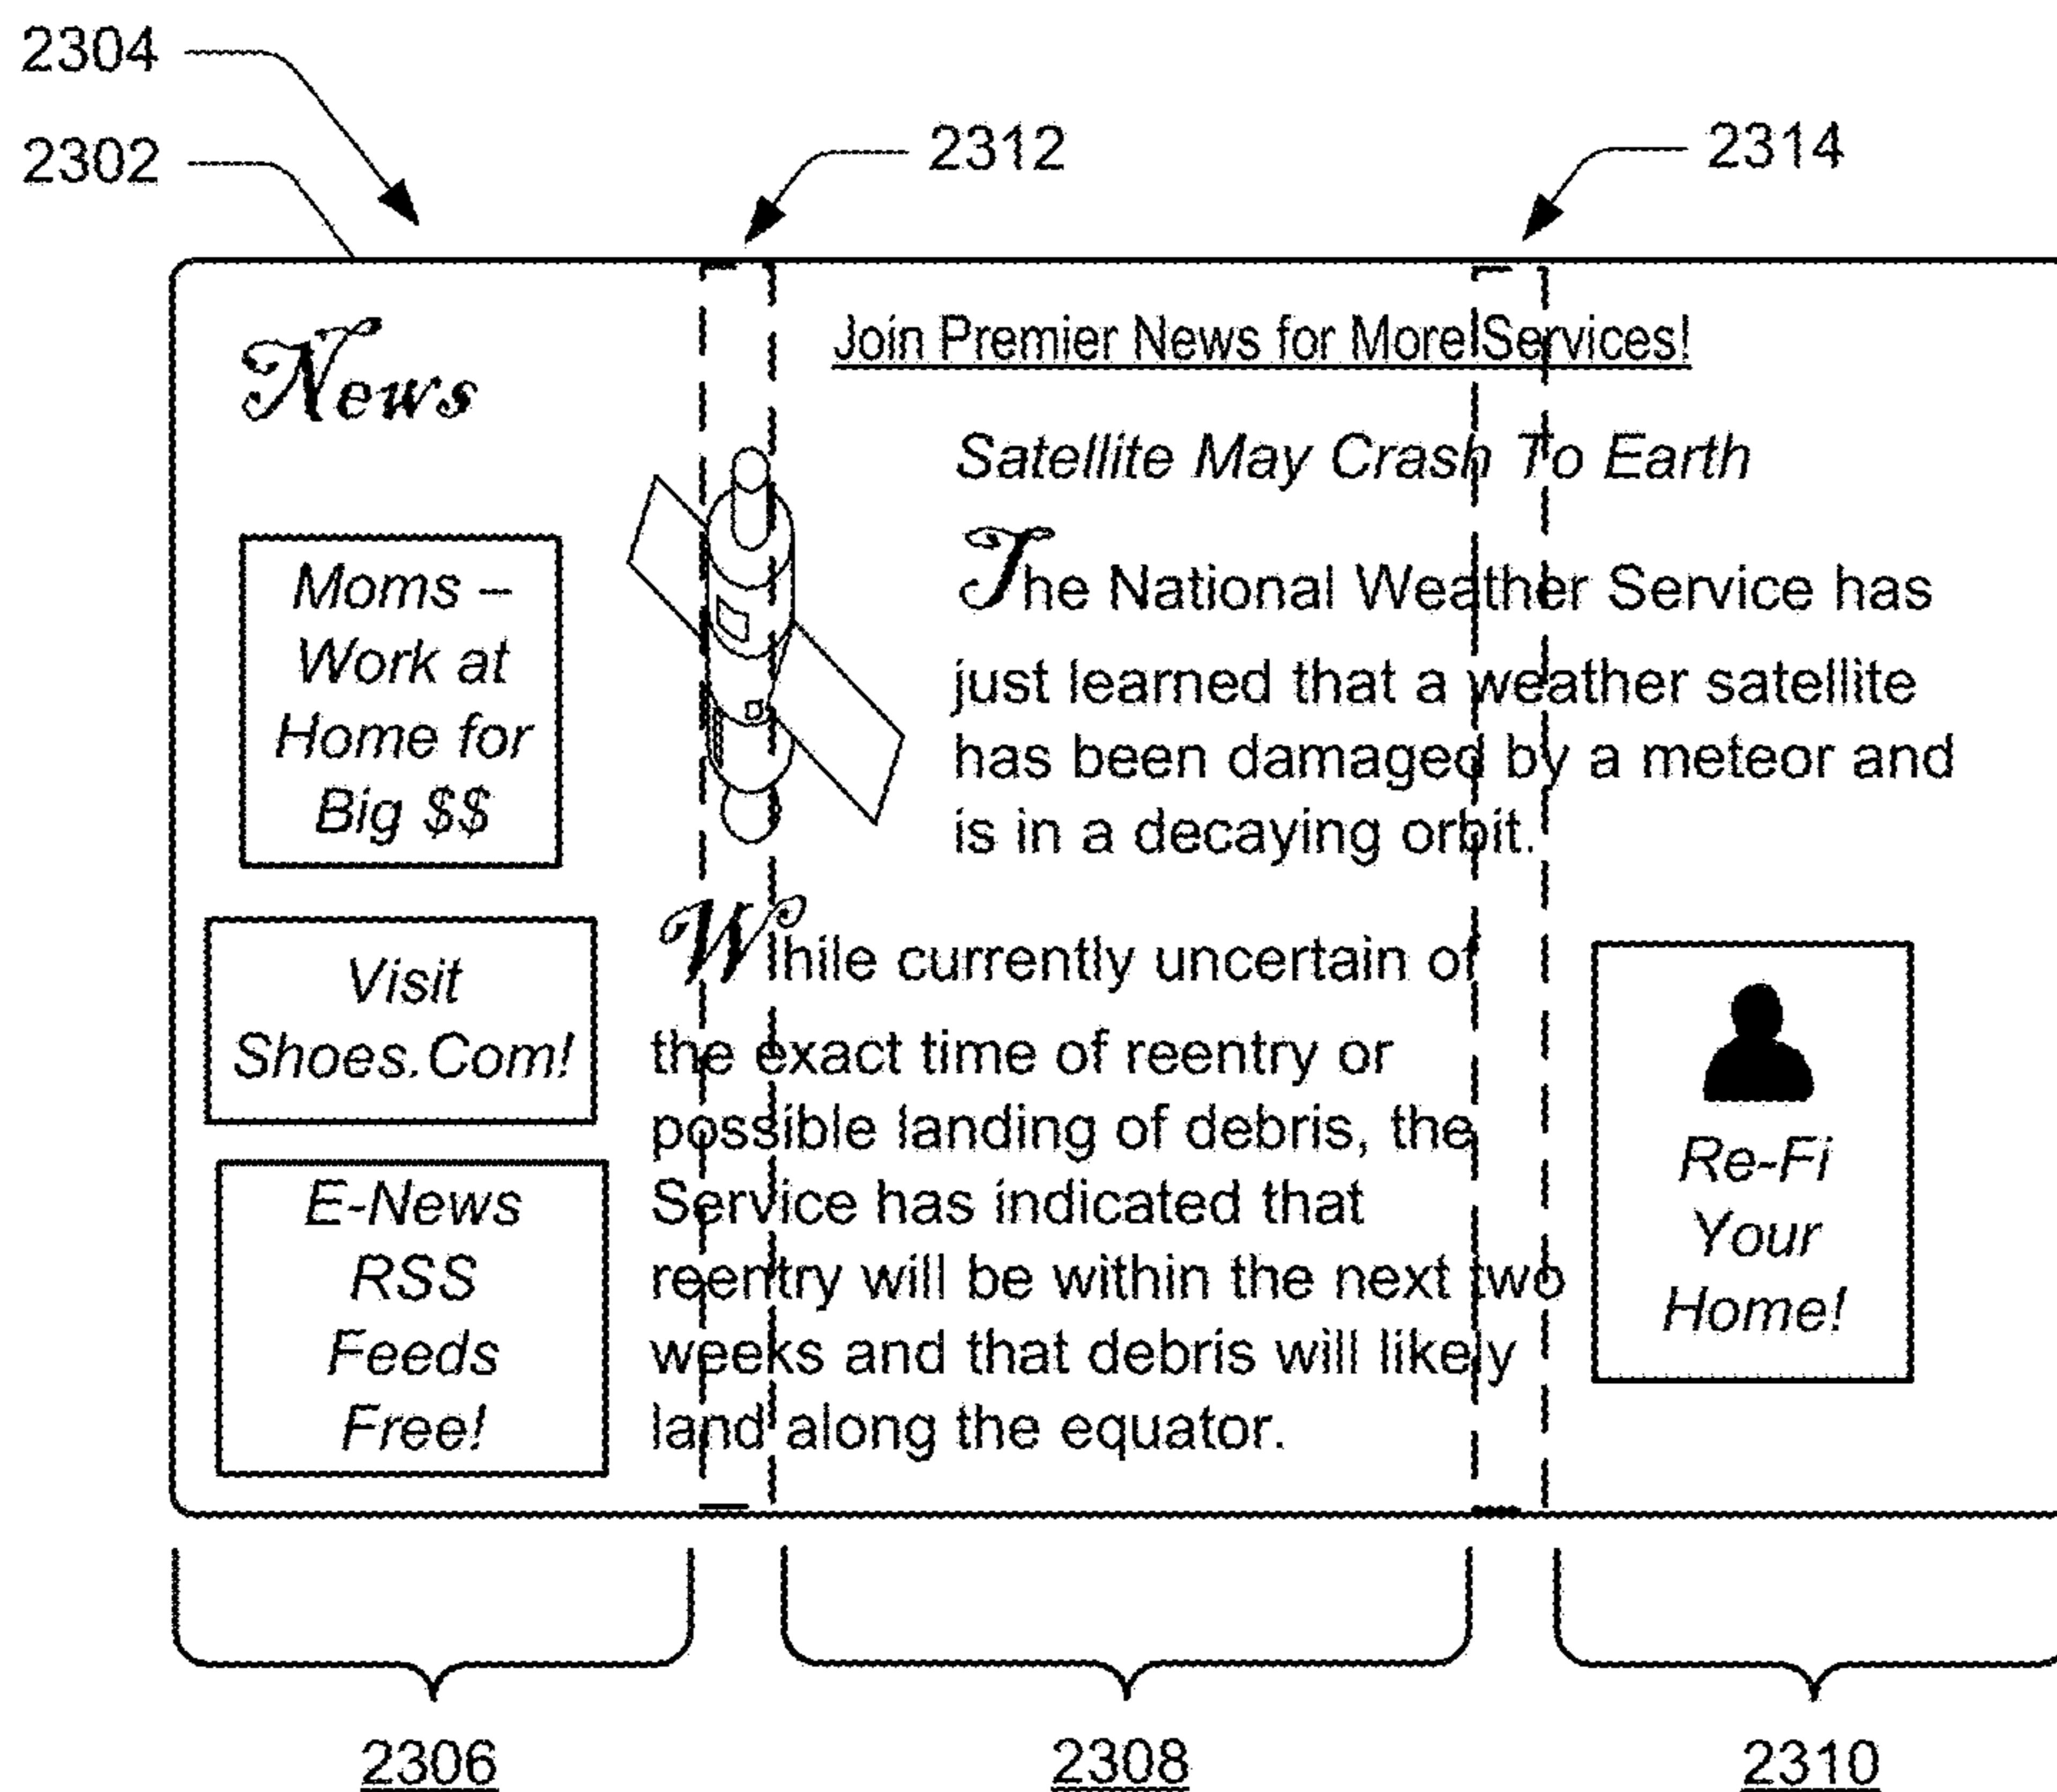 2304
2302
2312
2314
News
Join Premier News for More Services!
Satellite May Crash To Earth
The National Weather Service has
just learned that a weather satellite
has been damaged by a meteor and
is in a decaying orbit.
Moms –
Work at
Home for
Big $$
Visit
Shoes.Com!
E-News
RSS
Feeds
Free!
While currently uncertain of
the exact time of reentry or
possible landing of debris, the
Service has indicated that
reentry will be within the next two
weeks and that debris will likely
land along the equator.
Re-Fi
Your
Home!
2306
2308
2310